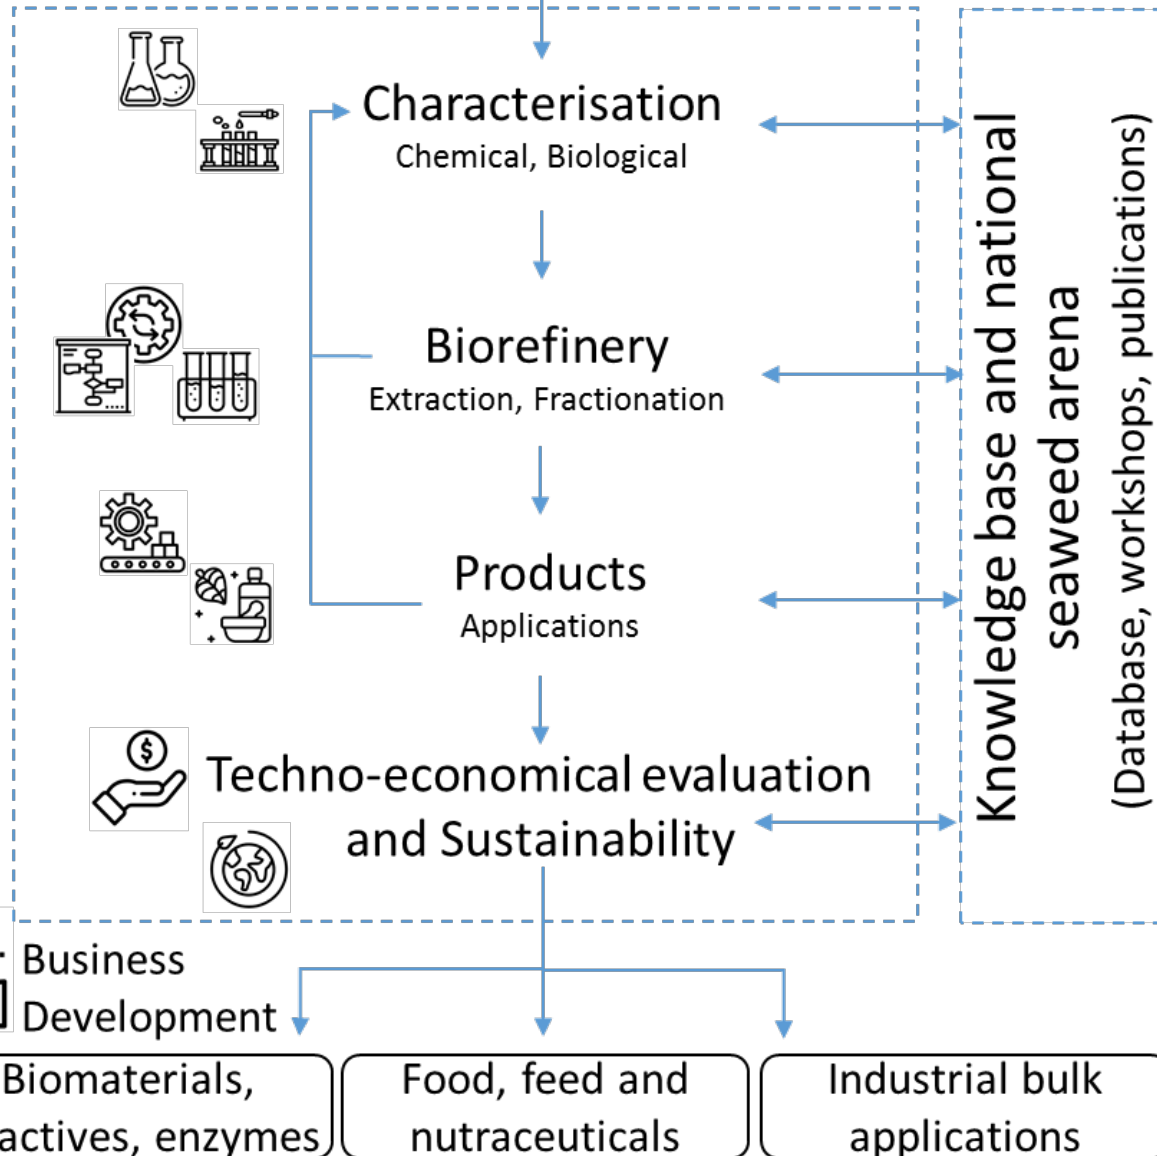 Characterisation
Chemical, Biological
Biorefinery
Extraction, Fractionation
Products
Applications
$
Techno-economical evaluation
and Sustainability
Knowledge base and national
seaweed arena
(Database, workshops, publications)
Business
Development
Biomaterials,
actives, enzymes
Food, feed and
nutraceuticals
Industrial bulk
applications